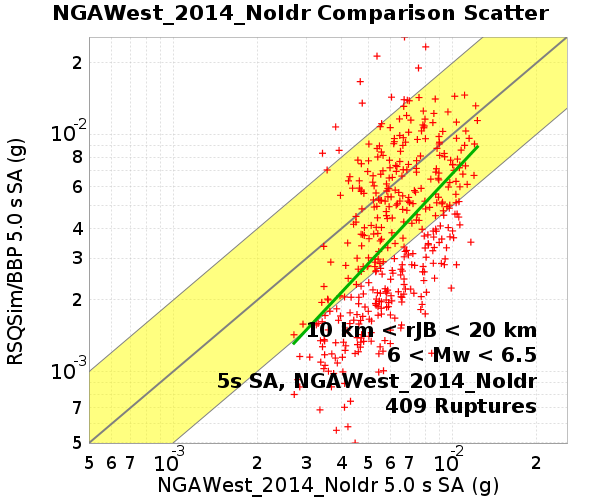 NGAWest_2014_NoIdr Comparison Scatter
RSQSim/BBP 5.0 s SA (g)
2
10-2
8
6
4
3
2
10-3
7
5
10 km < rJB < 20 km
6 < Mw < 6.5
5s SA, NGAWest_2014_NoIdr
409 Ruptures
5 6 7 10-3 2 3 4 5 6 7 10-2 2
NGAWest_2014_NoIdr 5.0 s SA (g)